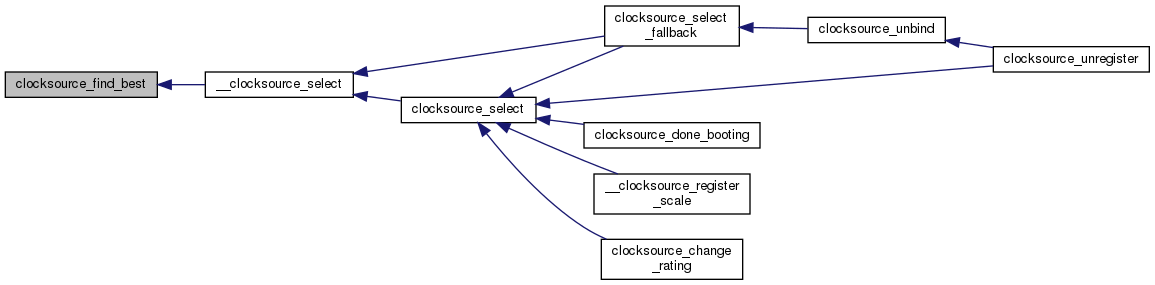 clocksource_find_best
__clocksource_select
clocksource_select
_fallback
clocksource_unbind
clocksource_unregister
clocksource_select
clocksource_done_booting
__clocksource_register
_scale
clocksource_change
_rating